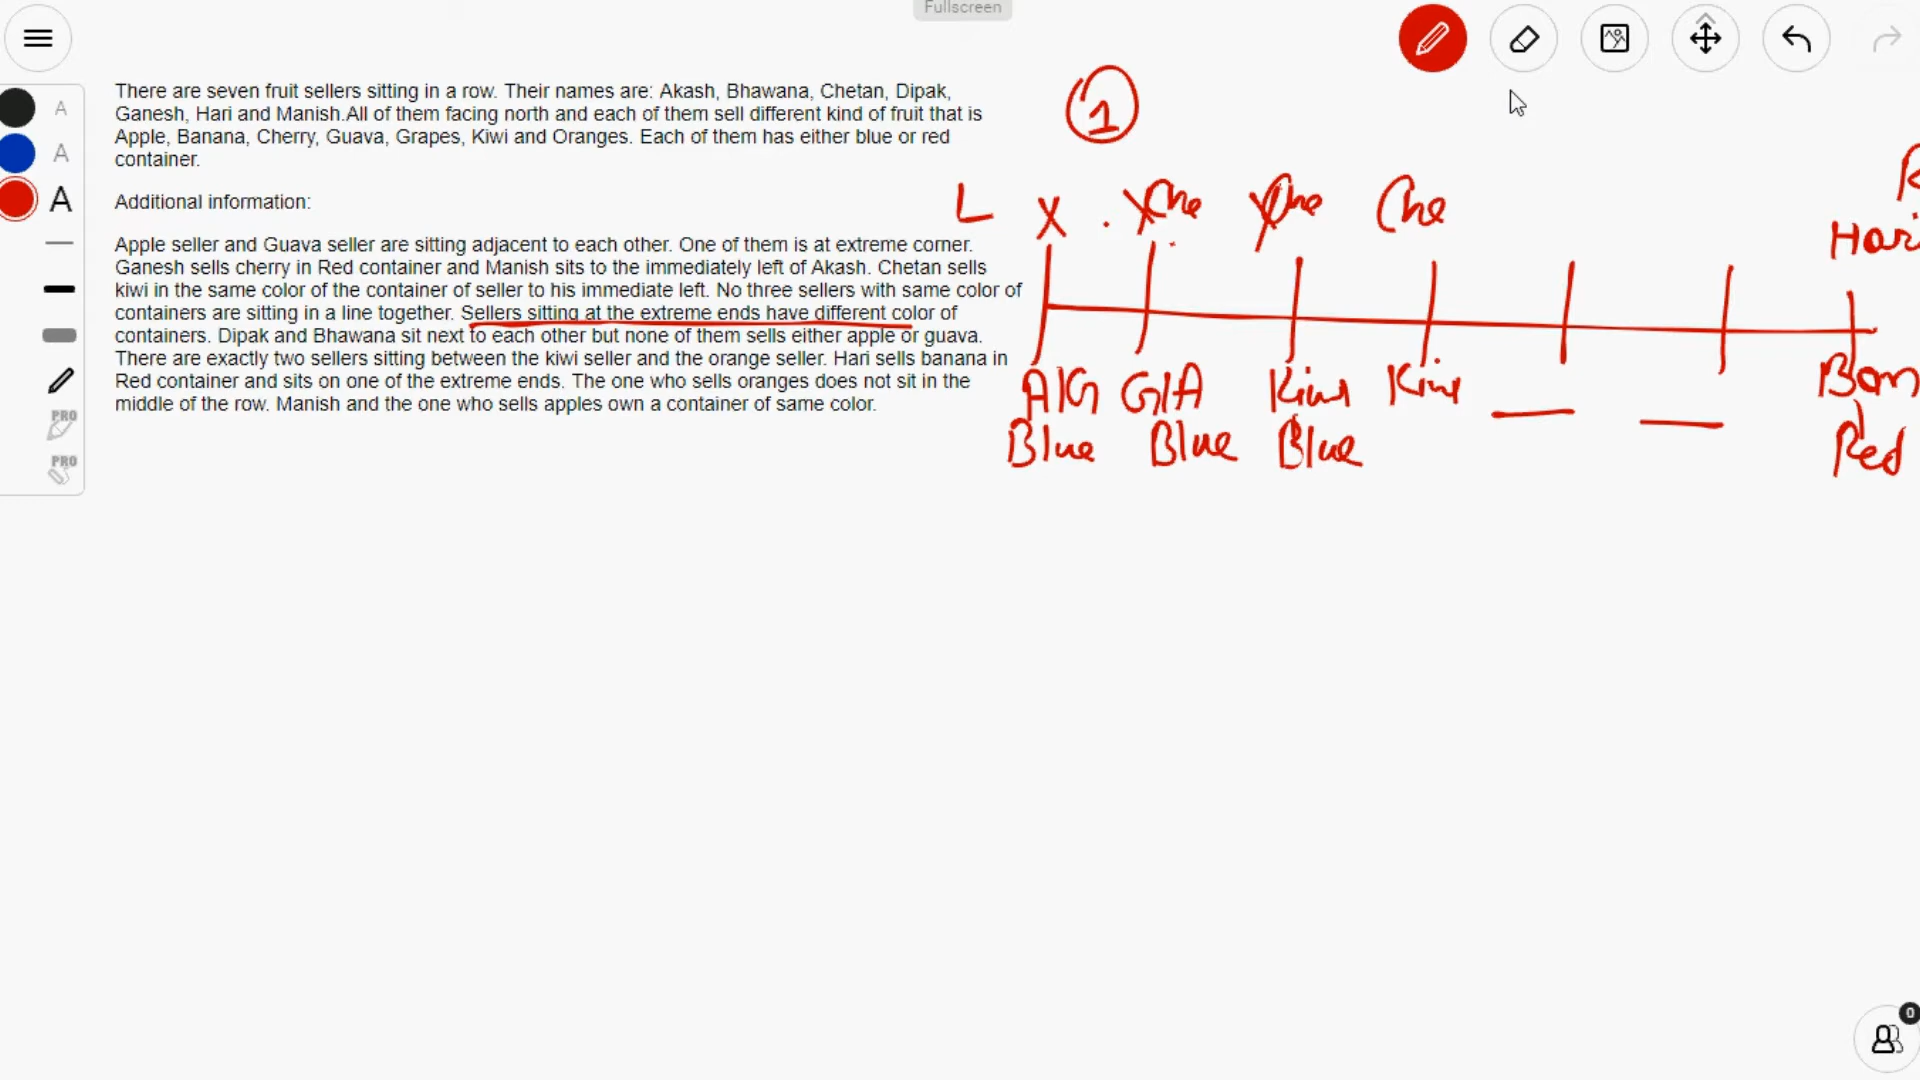 Fullscreen
There are seven fruit sellers sitting in a row. Their names are: Akash, Bhawana, Chetan, Dipak,
Ganesh, Hari and Manish.All of them facing north and each of them sell different kind of fruit that is
Apple, Banana, Cherry, Guava, Grapes, Kiwi and Oranges. Each of them has either blue or red
container.
Additional information:
Apple seller and Guava seller are sitting adjacent to each other. One of them is at extreme corner.
Ganesh sells cherry in Red container and Manish sits to the immediately left of Akash. Chetan sells
kiwi in the same color of the container of seller to his immediate left. No three sellers with same color of
containers are sitting in a line together. Sellers sitting at the extreme ends have different color of
containers. Dipak and Bhawana sit next to each other but none of them sells either apple or guava.
There are exactly two sellers sitting between the kiwi seller and the orange seller. Hari sells banana in
Red container and sits on one of the extreme ends. The one who sells oranges does not sit in the
middle of the row. Manish and the one who sells apples own a container of same color.
A
A
A
PRO
PRO
1
L X Che Che Che R
Hari
A/G G/A Kiwi Kiwi Ban
Blue Blue Blue Red
0